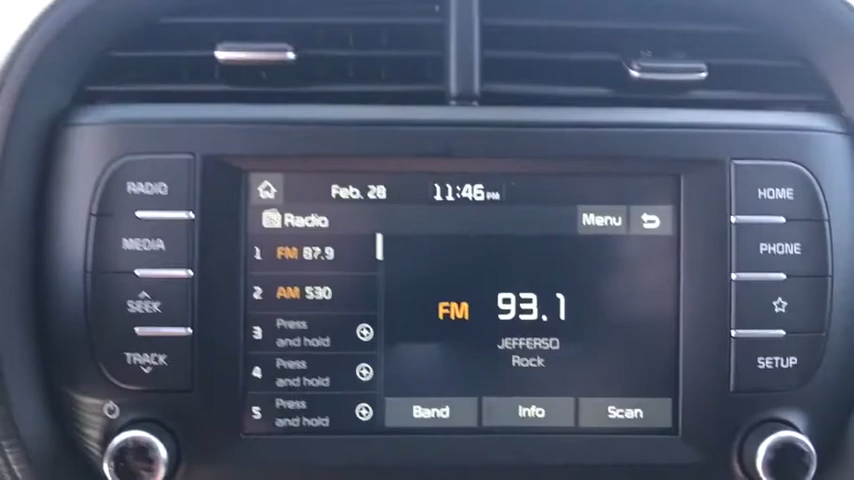 RADIO
MEDIA
SEEK
TRACK
Feb. 28 11:46 PM
Radio
Menu
1 FM 87.9
2 AM 530
3 Press and hold
4 Press and hold
5 Press and hold
FM 93.1
JEFFERSO
Rock
Band
Info
Scan
HOME
PHONE
SETUP